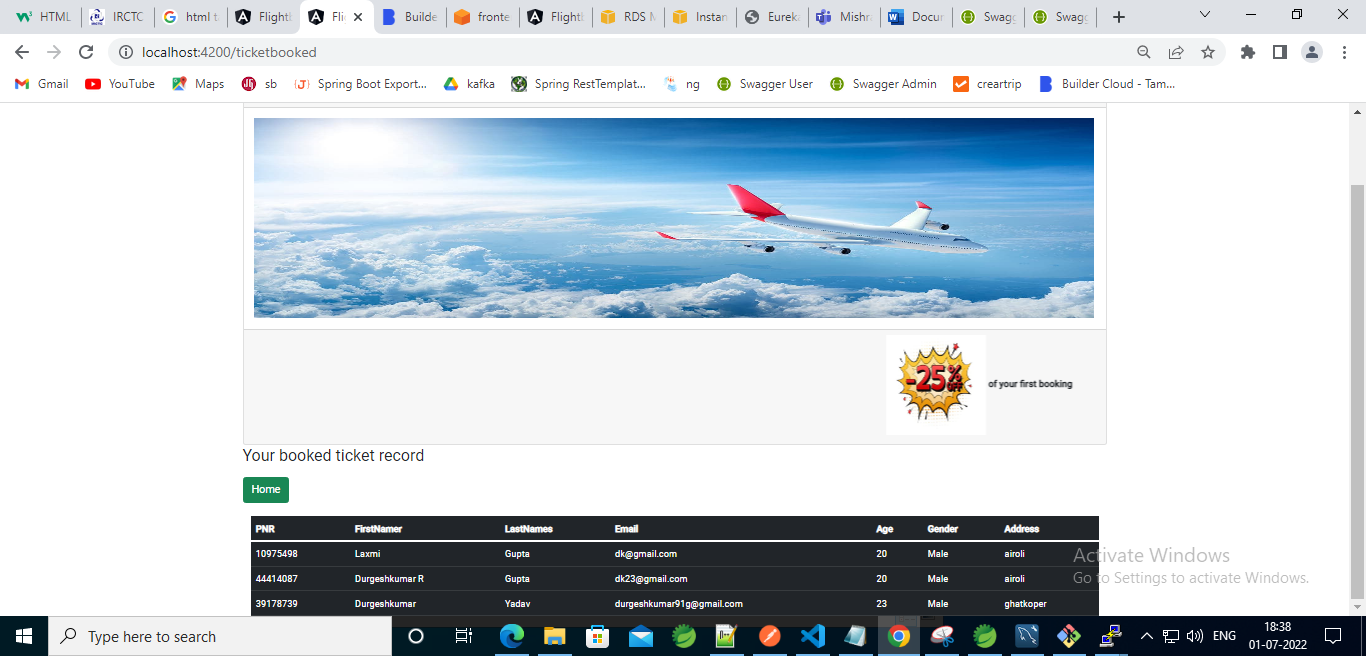 HTML
IRCTC
html t
Flight
Fli
Builde
fronte
Flight
RDS
Instan
Eurek
Mishr
Docur
Swag
Swag
localhost:4200/ticketbooked
Gmail
YouTube
Maps
sb
Spring Boot Export...
kafka
Spring RestTemplat...
ng
Swagger User
Swagger Admin
creartrip
Builder Cloud - Tam...
-25% OFF
of your first booking
Your booked ticket record
Home
PNR FirstNamer LastNames Email Age Gender Address
10975498 Laxmi Gupta dk@gmail.com 20 Male airoli
44414087 Durgeshkumar R Gupta dk23@gmail.com 20 Male airoli
39178739 Durgeshkumar Yadav durgeshkumar91g@gmail.com 23 Male ghatkoper
Activate Windows
Go to Settings to activate Windows.
Type here to search
ENG
18:38
01-07-2022